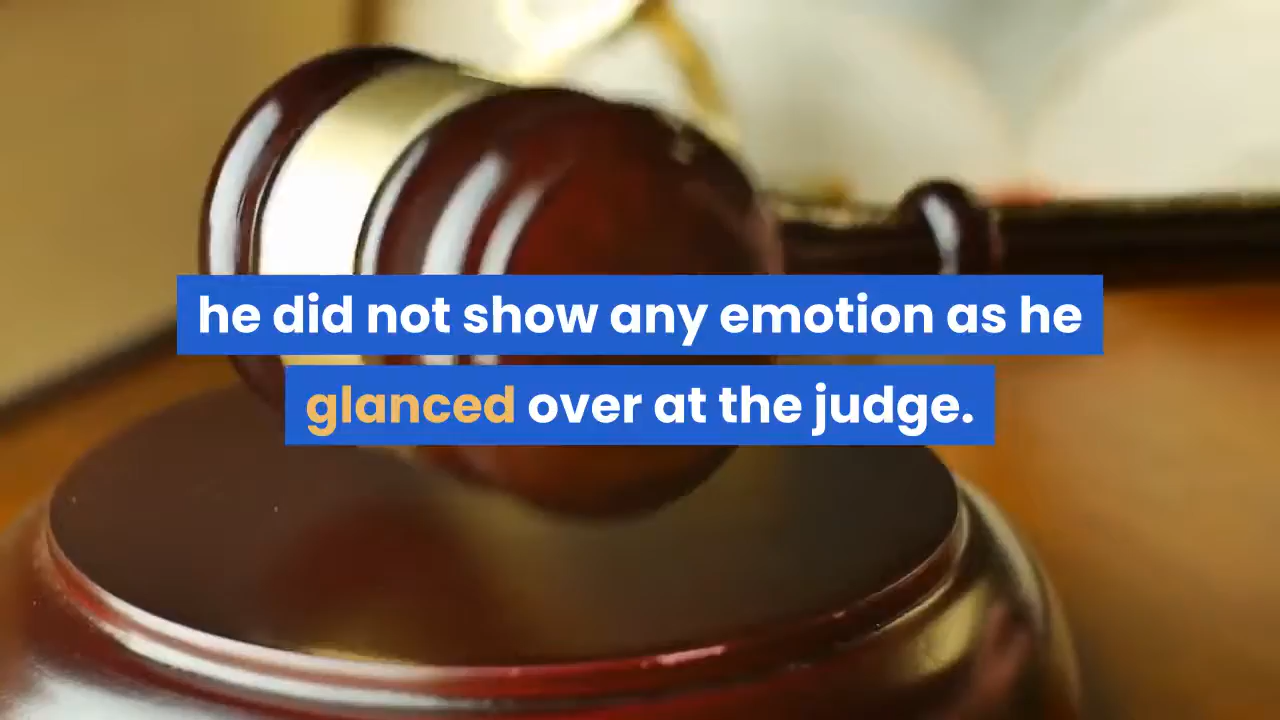 he did not show any emotion as he
glanced over at the judge.